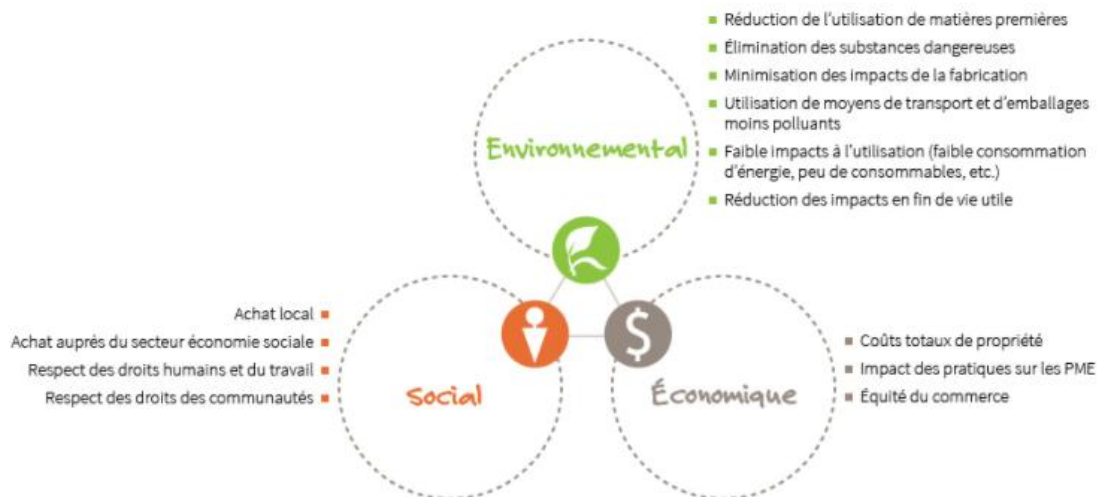 Réduction de l'utilisation de matières premières
Élimination des substances dangereuses
Minimisation des impacts de la fabrication
Utilisation de moyens de transport et d'emballages
moins polluants
Faible impacts à l'utilisation (faible consommation
d'énergie, peu de consommables, etc.)
Réduction des impacts en fin de vie utile
Environnemental
Achat local
Achat auprès du secteur économie sociale
Respect des droits humains et du travail
Respect des droits des communautés
Social
$
Économique
Coûts totaux de propriété
Impact des pratiques sur les PME
Équité du commerce